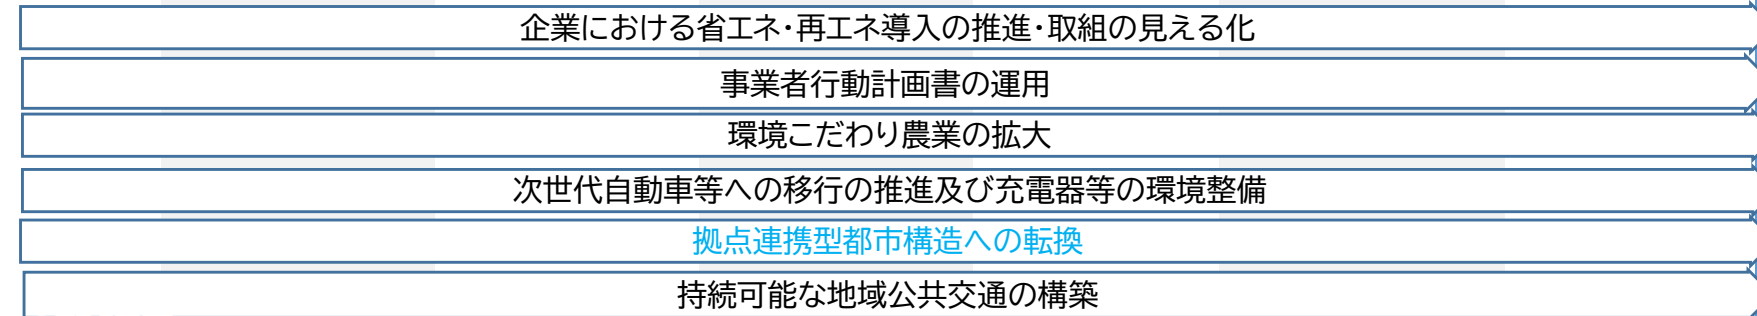 企業における省エネ・再エネ導入の推進・取組の見える化
事業者行動計画書の運用
環境こだわり農業の拡大
次世代自動車等への移行の推進及び充電器等の環境整備
拠点連携型都市構造への転換
持続可能な地域公共交通の構築